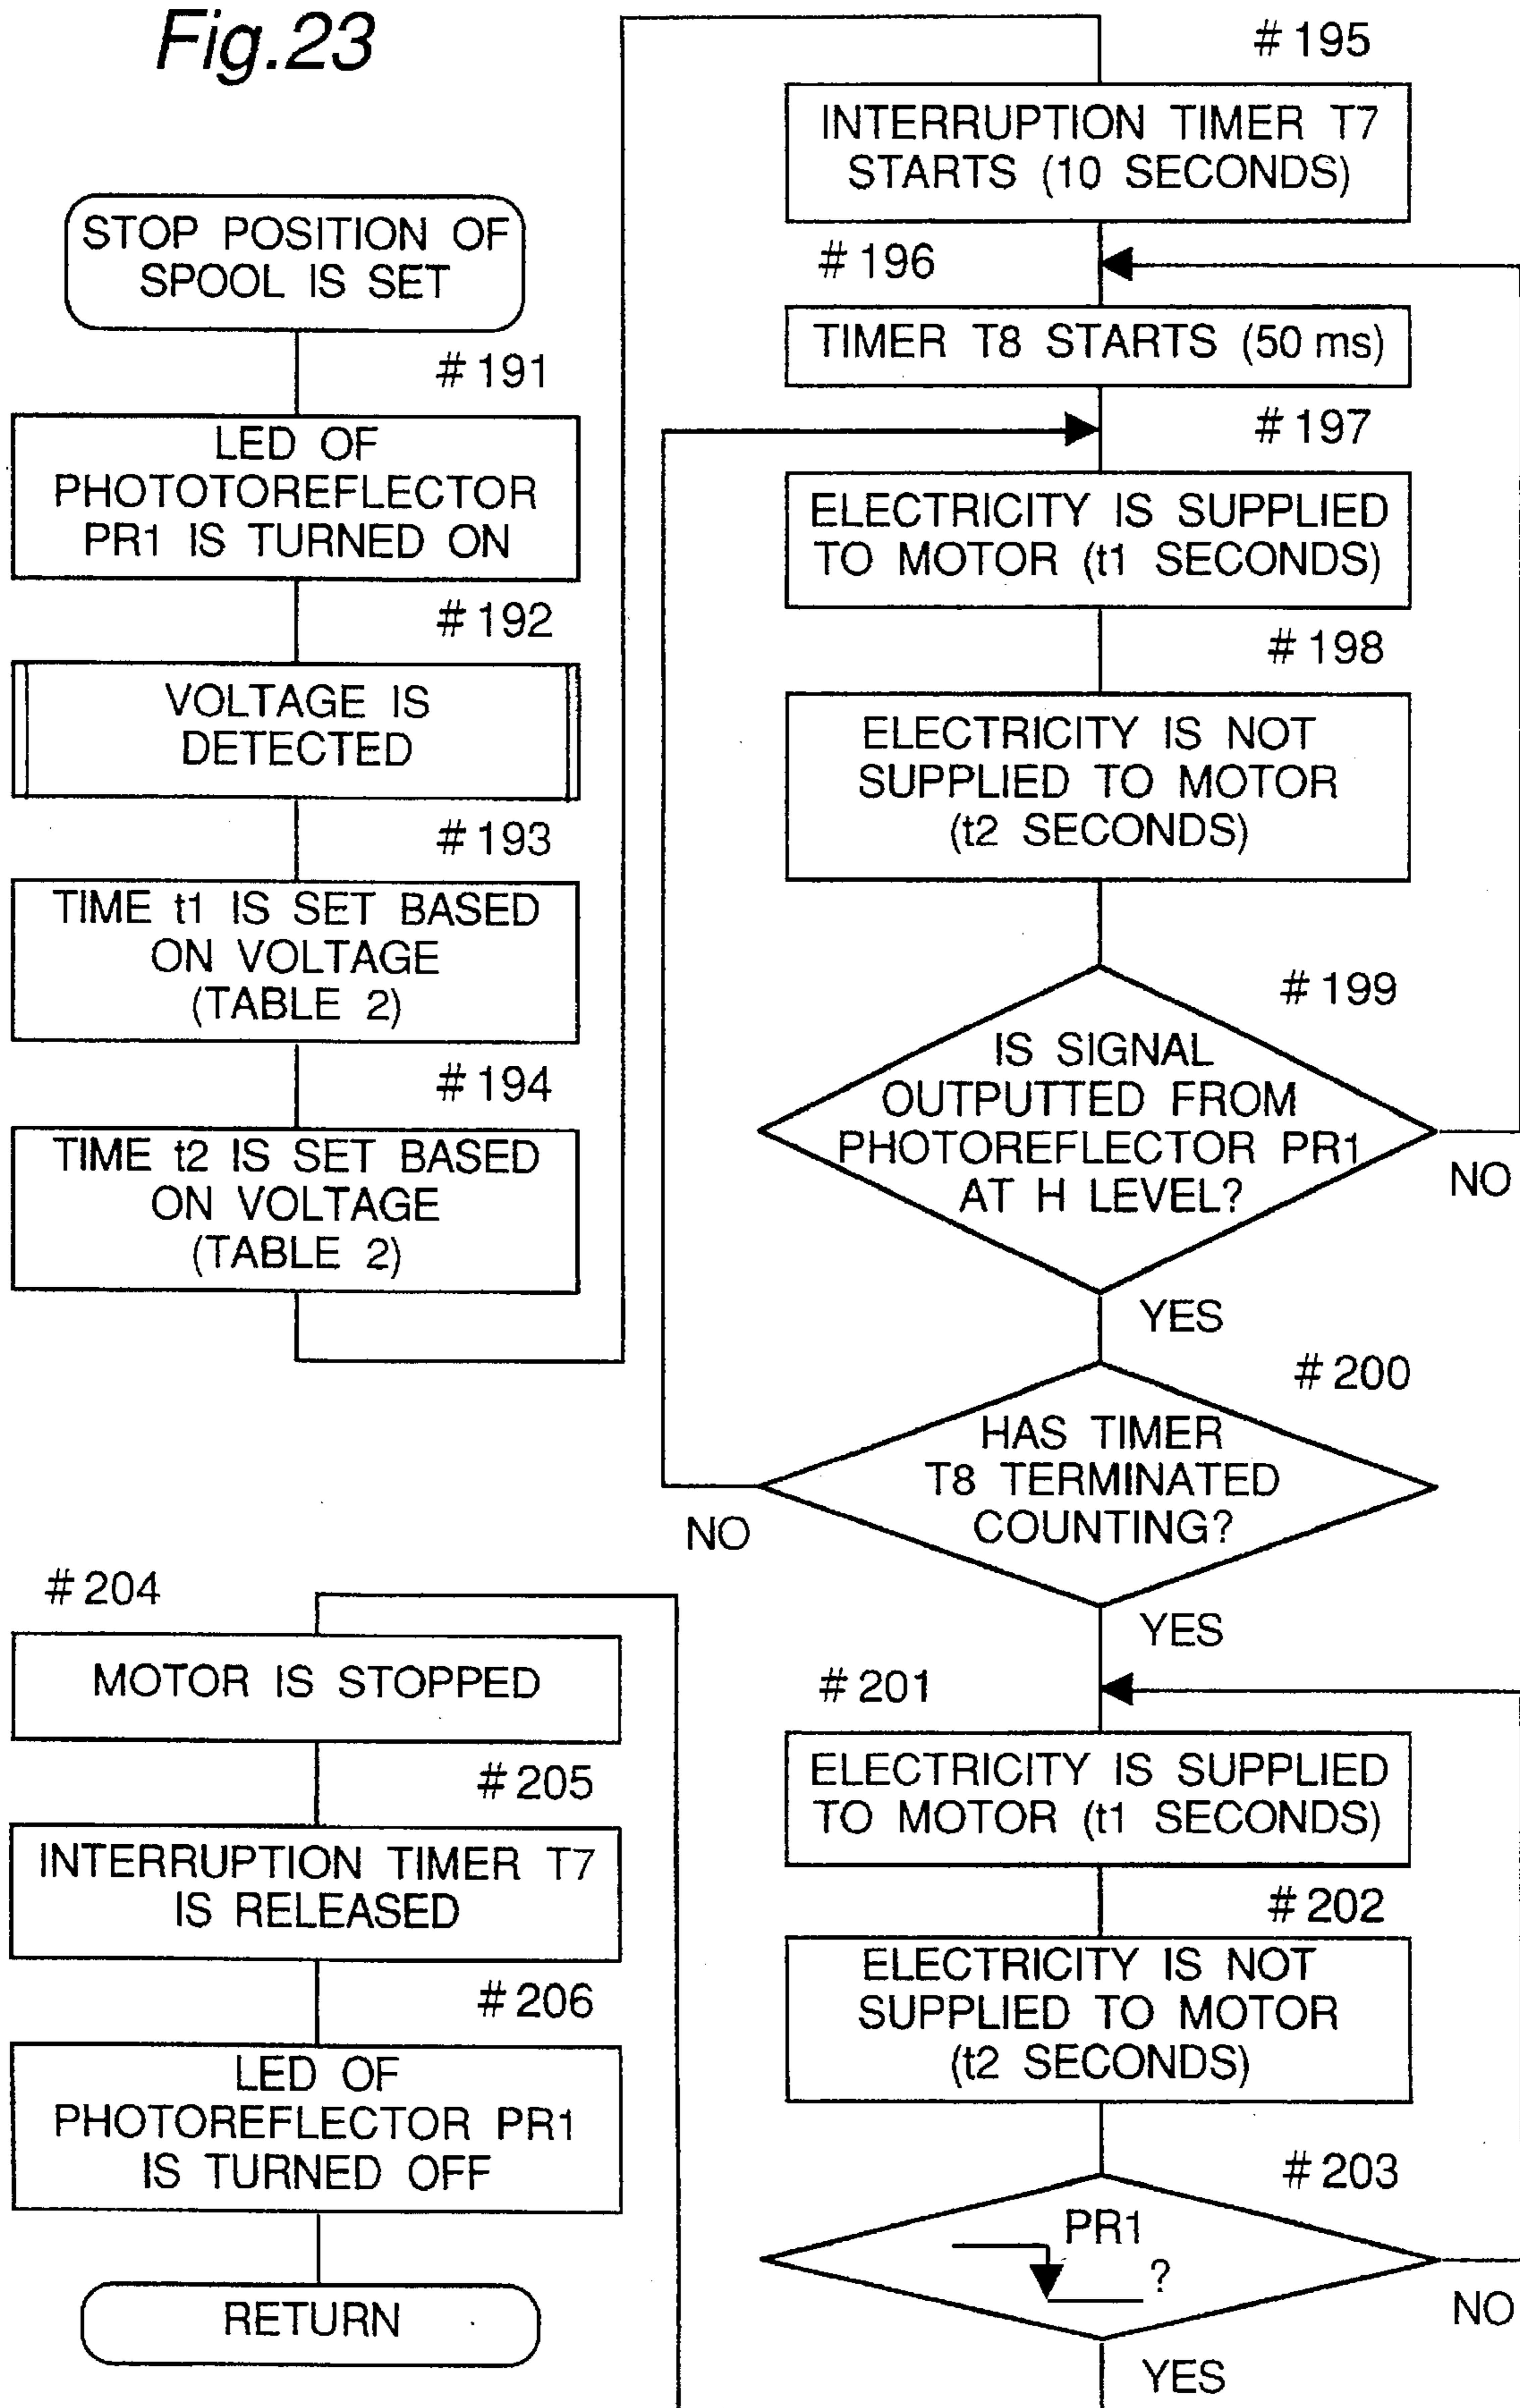 Fig.23
STOP POSITION OF
SPOOL IS SET
# 191
LED OF
PHOTOTOREFLECTOR
PR1 IS TURNED ON
# 192
VOLTAGE IS
DETECTED
# 193
TIME t1 IS SET BASED
ON VOLTAGE
(TABLE 2)
# 194
TIME t2 IS SET BASED
ON VOLTAGE
(TABLE 2)
# 195
INTERRUPTION TIMER T7
STARTS (10 SECONDS)
# 196
TIMER T8 STARTS (50 ms)
# 197
ELECTRICITY IS SUPPLIED
TO MOTOR (t1 SECONDS)
# 198
ELECTRICITY IS NOT
SUPPLIED TO MOTOR
(t2 SECONDS)
# 199
IS SIGNAL
OUTPUTTED FROM
PHOTOREFLECTOR PR1
AT H LEVEL?
NO
YES
# 200
HAS TIMER
T8 TERMINATED
COUNTING?
NO
YES
# 201
ELECTRICITY IS SUPPLIED
TO MOTOR (t1 SECONDS)
# 202
ELECTRICITY IS NOT
SUPPLIED TO MOTOR
(t2 SECONDS)
# 203
PR1
?
NO
YES
# 204
MOTOR IS STOPPED
# 205
INTERRUPTION TIMER T7
IS RELEASED
# 206
LED OF
PHOTOREFLECTOR PR1
IS TURNED OFF
RETURN